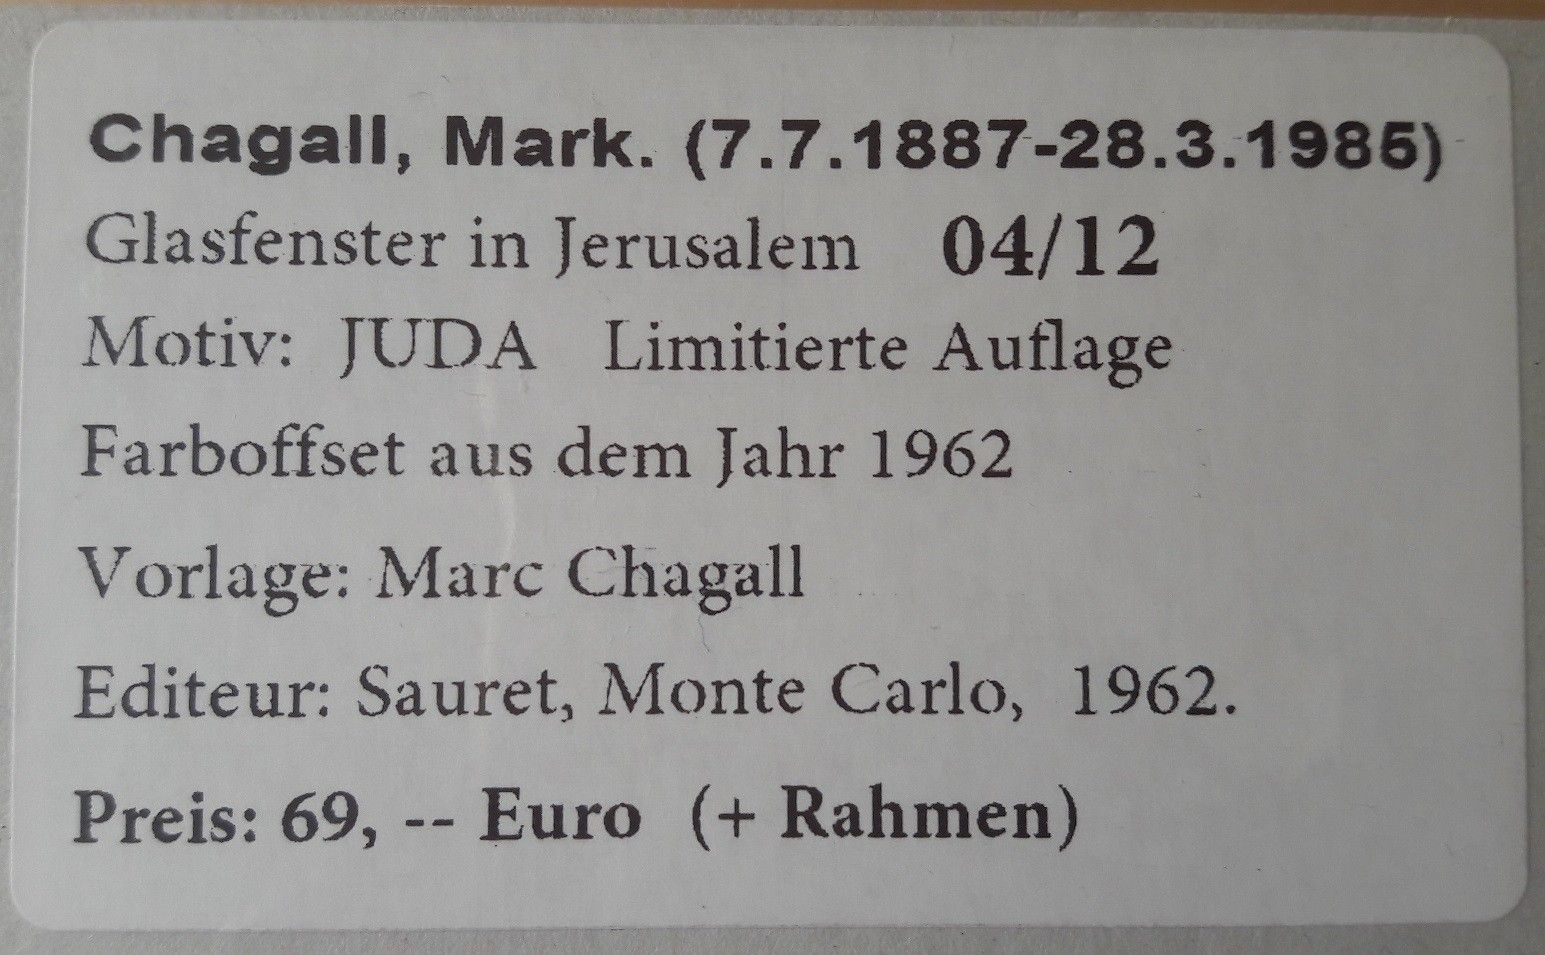 Chagall, Mark. (7.7.1887-28.3.1985)
Glasfenster in Jerusalem 04/12
Motiv: JUDA Limitierte Auflage
Farboffset aus dem Jahr 1962
Vorlage: Marc Chagall
Editeur: Sauret, Monte Carlo, 1962.
Preis: 69, -- Euro (+ Rahmen)